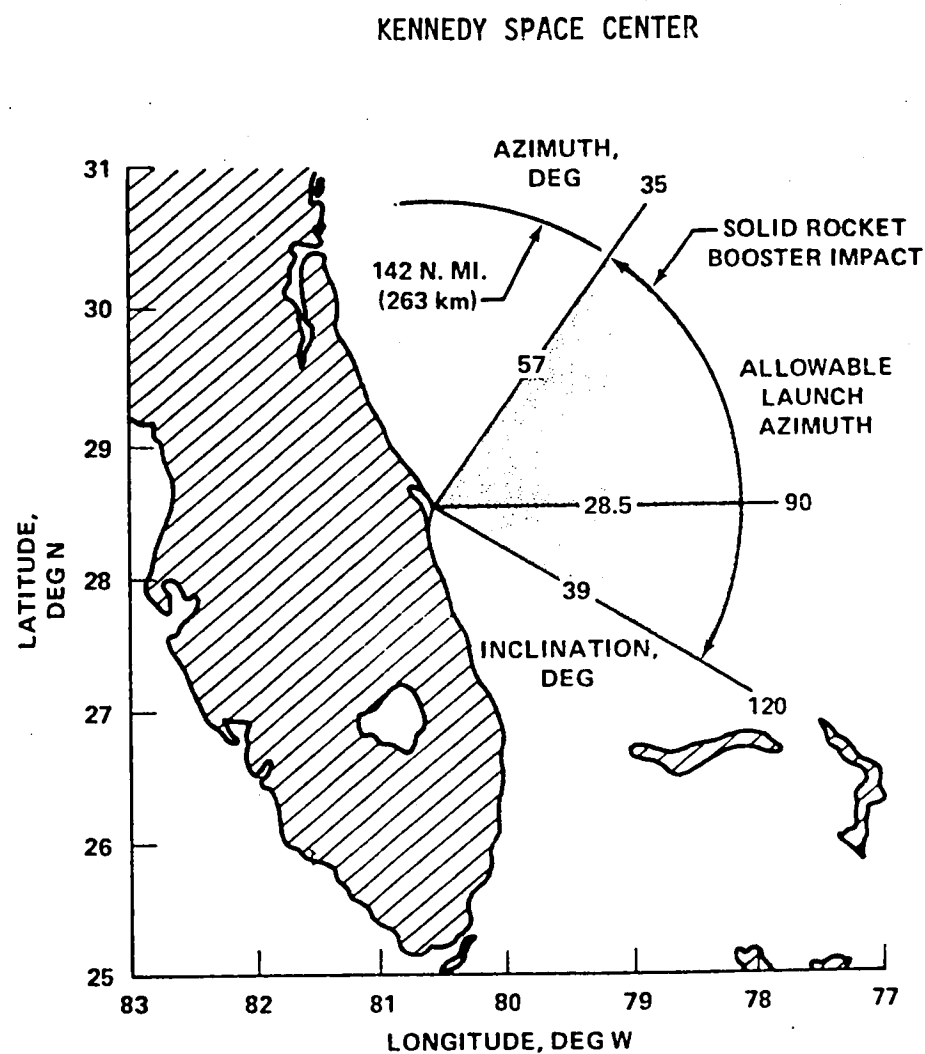 KENNEDY SPACE CENTER
AZIMUTH,
DEG
35
SOLID ROCKET
BOOSTER IMPACT
142 N. MI.
(263 km)
57
ALLOWABLE
LAUNCH
AZIMUTH
28.5
90
39
INCLINATION,
DEG
120
LATITUDE,
DEG N
31
30
29
28
27
26
25
83
82
81
80
79
78
77
LONGITUDE, DEG W